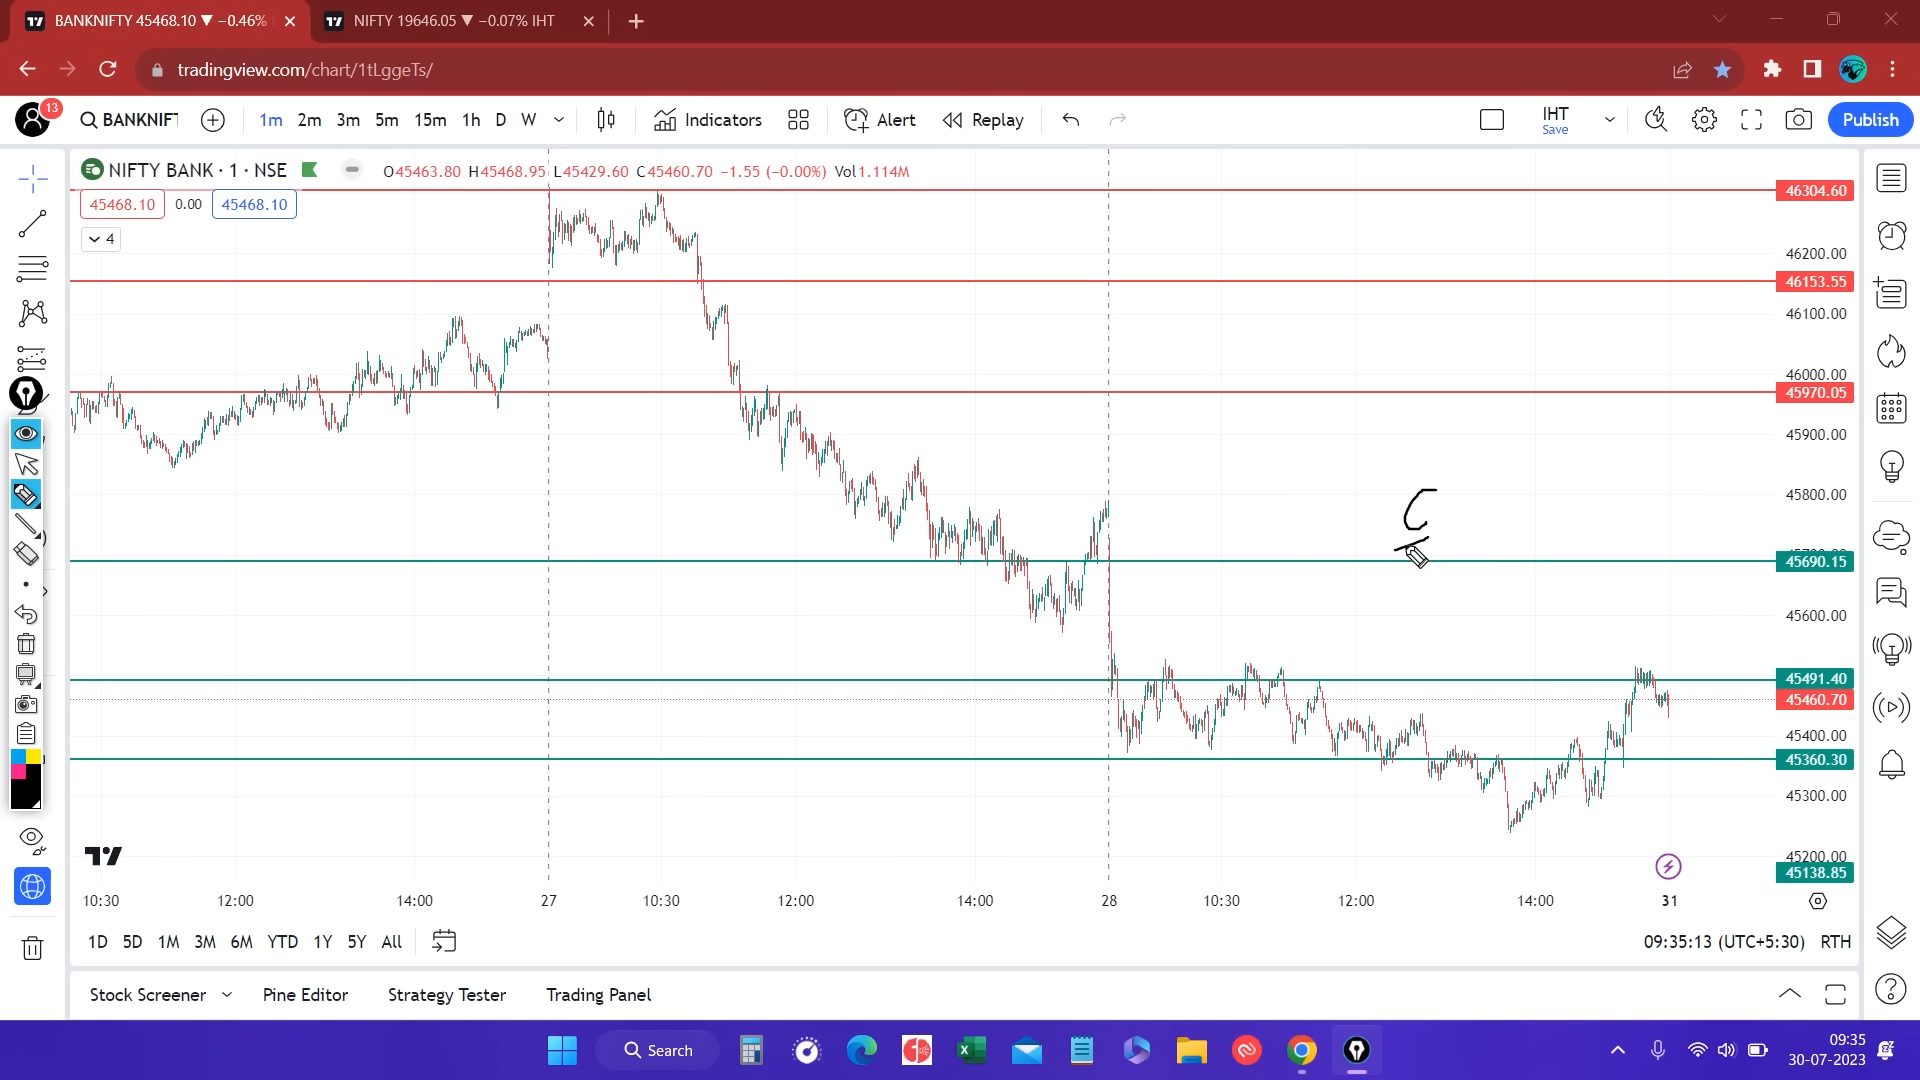 BANKNIFTY 45468.10 ▼ −0.46%
NIFTY 19646.05 ▼ −0.07% IHT
tradingview.com/chart/1tLggeTs/
13
BANKNIFT
1m 2m 3m 5m 15m 1h D W
Indicators
Alert
Replay
IHT
Save
Publish
NIFTY BANK · 1 · NSE
O45463.80 H45468.95 L45429.60 C45460.70 −1.55 (−0.00%) Vol1.114M
45468.10 0.00 45468.10
4
46304.60
46200.00
46153.55
46100.00
46000.00
45970.05
45900.00
45800.00
C
45690.15
45600.00
45491.40
45460.70
45400.00
45360.30
45300.00
45200.00
45138.85
10:30 12:00 14:00 27 10:30 12:00 14:00 28 10:30 12:00 14:00 31
1D 5D 1M 3M 6M YTD 1Y 5Y All
09:35:13 (UTC+5:30) RTH
Stock Screener
Pine Editor
Strategy Tester
Trading Panel
Search
09:35
30-07-2023